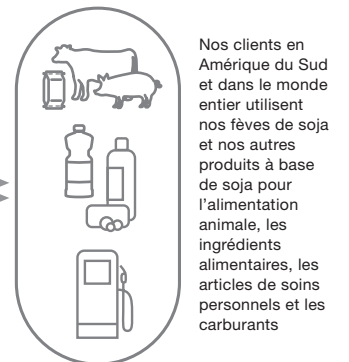 Nos clients en
Amérique du Sud
et dans le monde
entier utilisent
nos fèves de soja
et nos autres
produits à base
de soja pour
l'alimentation
animale, les
ingrédients
alimentaires, les
articles de soins
personnels et les
carburants